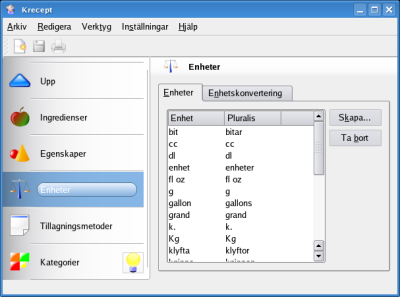 Krecept
Arkiv Redigera Verktyg Inställningar Hjälp
Upp
Ingredienser
Egenskaper
Enheter
Tillagningsmetoder
Kategorier
Enheter
Enheter Enhetskonvertering
Enhet Pluralis
bit bitar
cc cc
dl dl
enhet enheter
fl oz fl oz
g g
gallon gallons
grand grand
k. k.
Kg Kg
klyfta klyftor
Skapa...
Ta bort